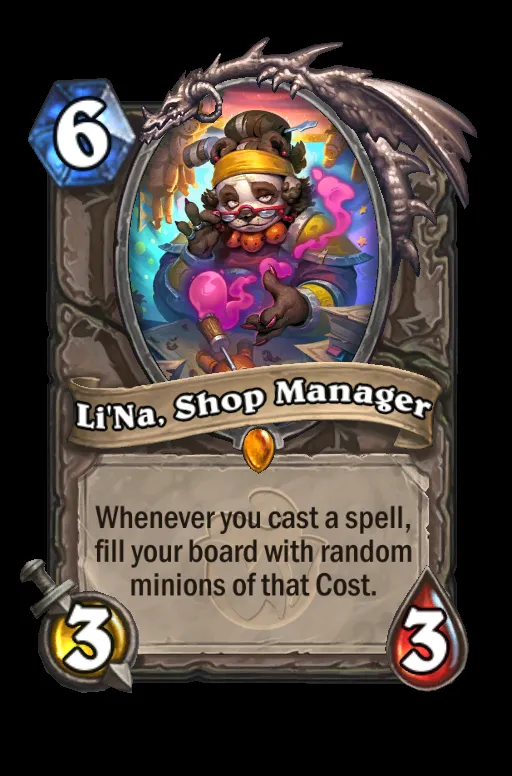 6
Li'Na, Shop Manager
Whenever you cast a spell,
fill your board with random
minions of that Cost.
3
3